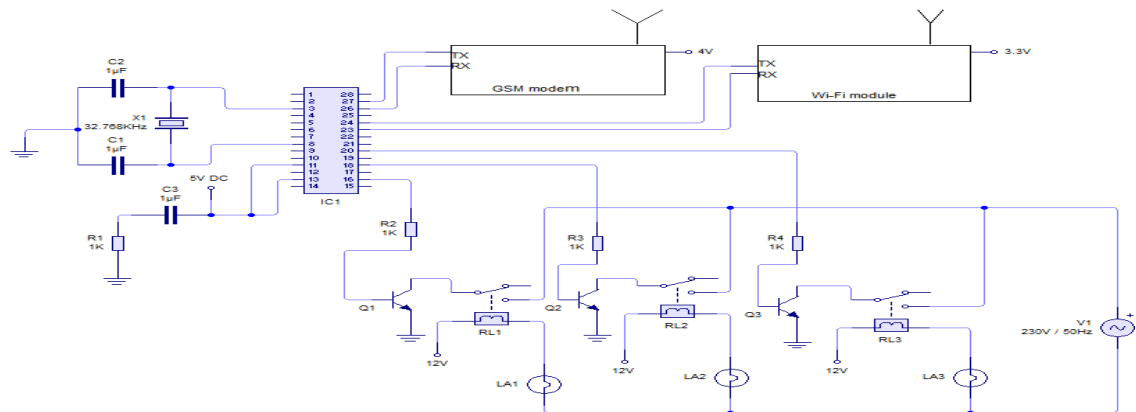 C2
1µF
X1
32.768KHz
C1
1µF
C3
1µF
5V DC
R1
1K
1
2
3
4
5
6
7
8
9
10
11
12
13
14
28
27
26
25
24
23
22
21
20
19
18
17
16
15
IC1
TX
RX
GSM modem
4V
TX
RX
Wi-Fi module
3.3V
R2
1K
R3
1K
R4
1K
Q1
RL1
12V
LA1
Q2
RL2
12V
LA2
Q3
RL3
12V
LA3
V1
230V / 50Hz
+